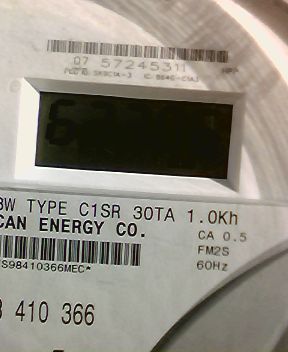 07 57245311
3W TYPE C1SR 30TA 1.0Kh
CAN ENERGY CO.
CA 0.5
FM2S
60Hz
S98410366MEC*
410 366